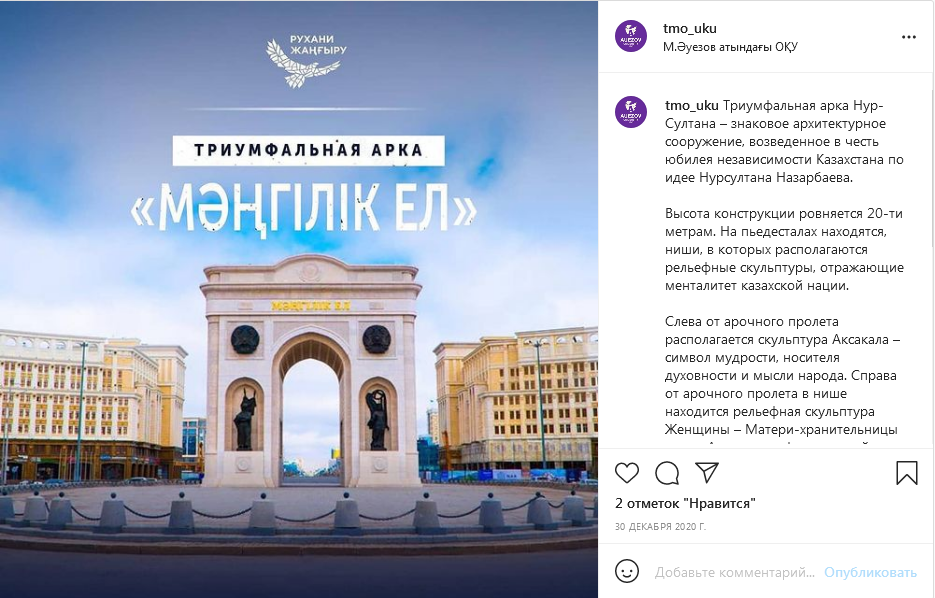 РУХАНИ
ЖАҢҒЫРУ
ТРИУМФАЛЬНАЯ АРКА
«МӘҢГІЛІК ЕЛ»
МӘҢГІЛІК ЕЛ
AUEZOV
tmo_uku
М.Әуезов атындағы ОҚУ
AUEZOV
tmo_uku Триумфальная арка Нур-
Султана – знаковое архитектурное
сооружение, возведенное в честь
юбилея независимости Казахстана по
идее Нурсултана Назарбаева.
Высота конструкции ровняется 20-ти
метрам. На пьедесталах находятся,
ниши, в которых располагаются
рельефные скульптуры, отражающие
менталитет казахской нации.
Слева от арочного пролета
располагается скульптура Аксакала –
символ мудрости, носителя
духовности и мысли народа. Справа
от арочного пролета в нише
находится рельефная скульптура
Женщины – Матери-хранительницы
2 отметок "Нравится"
30 ДЕКАБРЯ 2020 Г.
Добавьте комментарий... Опубликовать